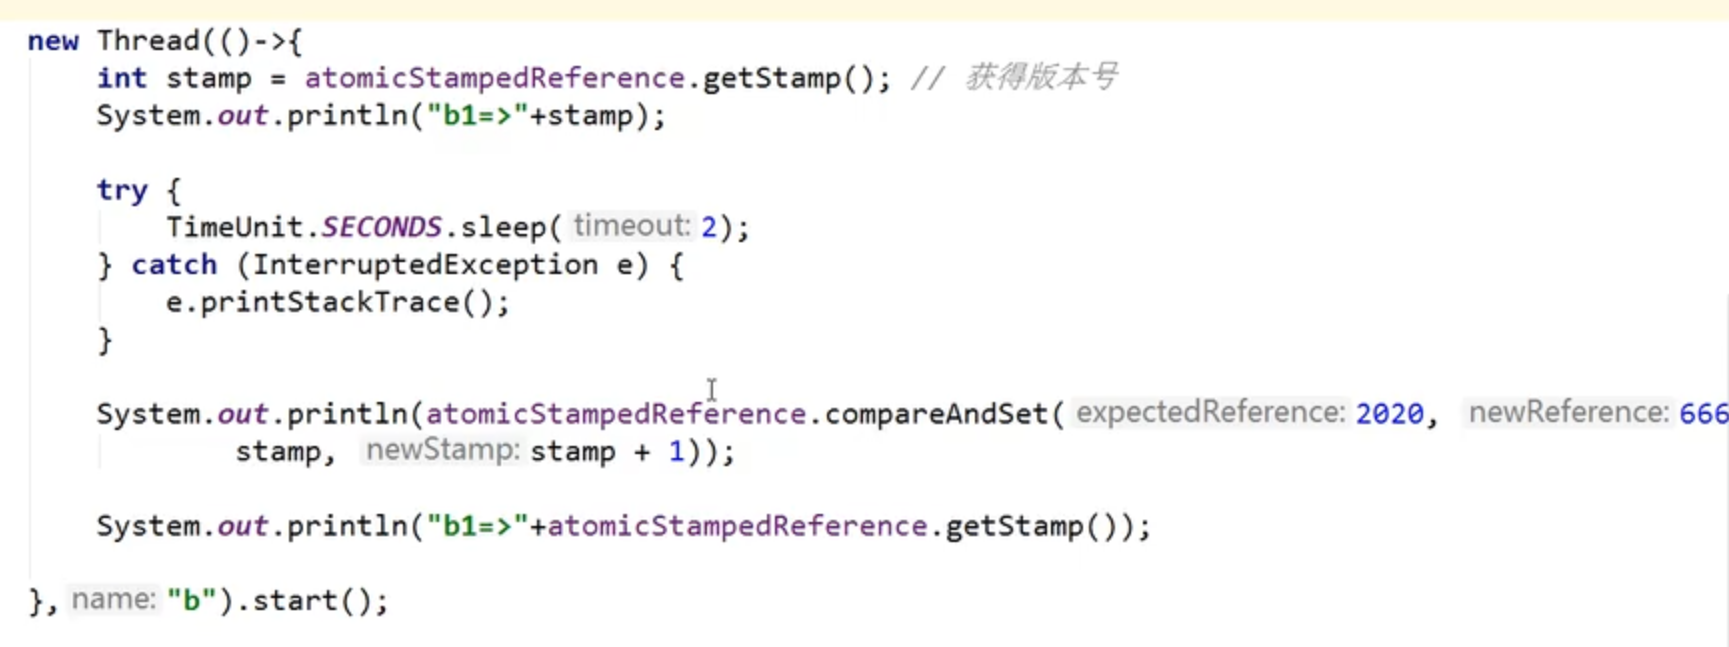 new Thread(()->{
int stamp = atomicStampedReference.getStamp(); // 获得版本号
System.out.println("b1=>"+stamp);
try {
TimeUnit.SECONDS.sleep( timeout: 2);
} catch (InterruptedException e) {
e.printStackTrace();
}
System.out.println(atomicStampedReference.compareAndSet( expectedReference: 2020, newReference: 666
stamp, newStamp: stamp + 1));
System.out.println("b1=>"+atomicStampedReference.getStamp());
}, name: "b").start();